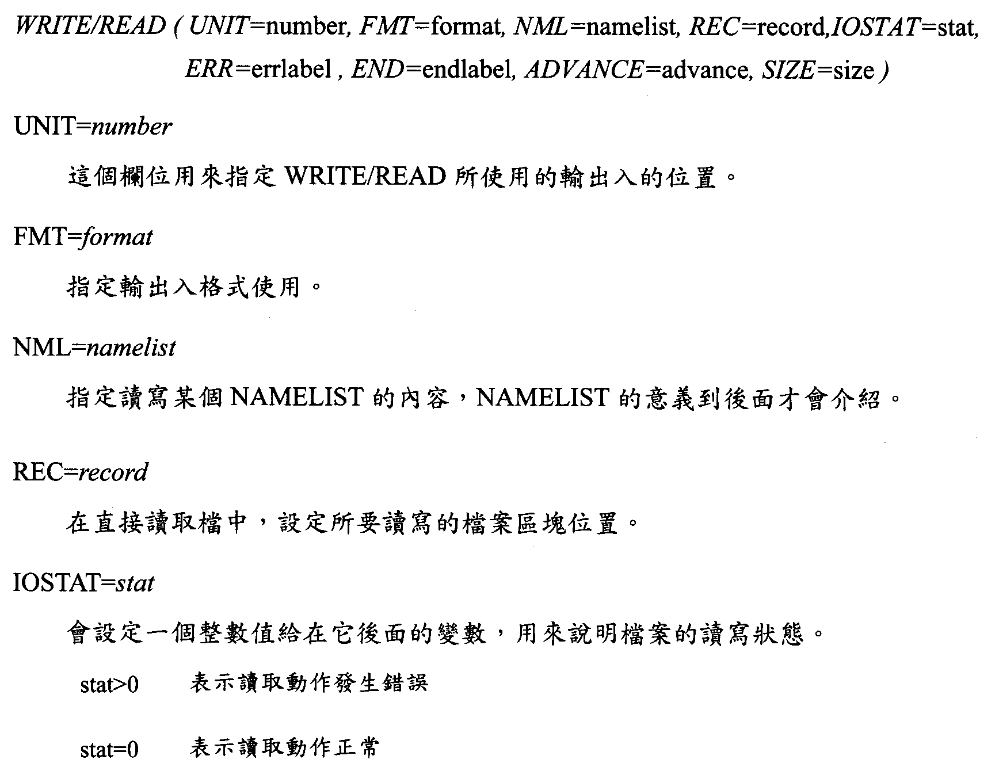 WRITE/READ ( UNIT=number, FMT=format, NML=namelist, REC=record,IOSTAT=stat,
ERR=errlabel , END=endlabel, ADVANCE=advance, SIZE=size )
UNIT=number
這個欄位用來指定 WRITE/READ 所使用的輸出入的位置。
FMT=format
指定輸出入格式使用。
NML=namelist
指定讀寫某個 NAMELIST 的內容，NAMELIST 的意義到後面才會介紹。
REC=record
在直接讀取檔中，設定所要讀寫的檔案區塊位置。
IOSTAT=stat
會設定一個整數值給在它後面的變數，用來說明檔案的讀寫狀態。
stat>0 表示讀取動作發生錯誤
stat=0 表示讀取動作正常